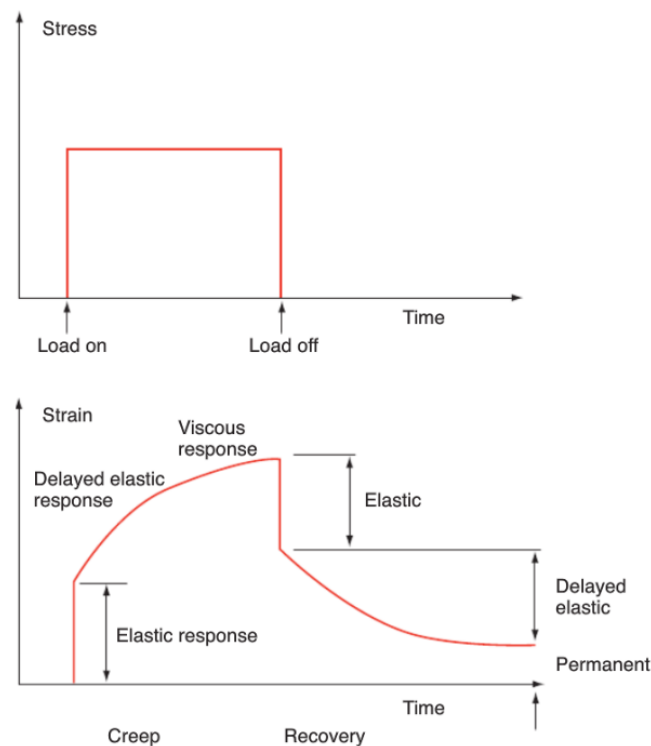 Stress
Time
Load on
Load off
Strain
Viscous
response
Delayed elastic
response
Elastic
Elastic response
Delayed
elastic
Permanent
Time
Creep
Recovery